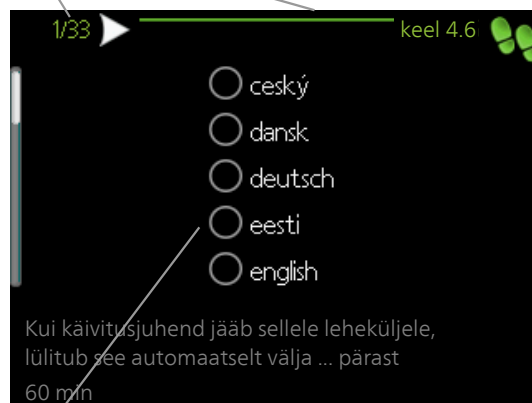 1/33
keel 4.6
ceský
dansk
deutsch
eesti
english
Kui käivitusjuhend jääb sellele leheküljele,
lülitub see automaatselt välja ... pärast
60 min